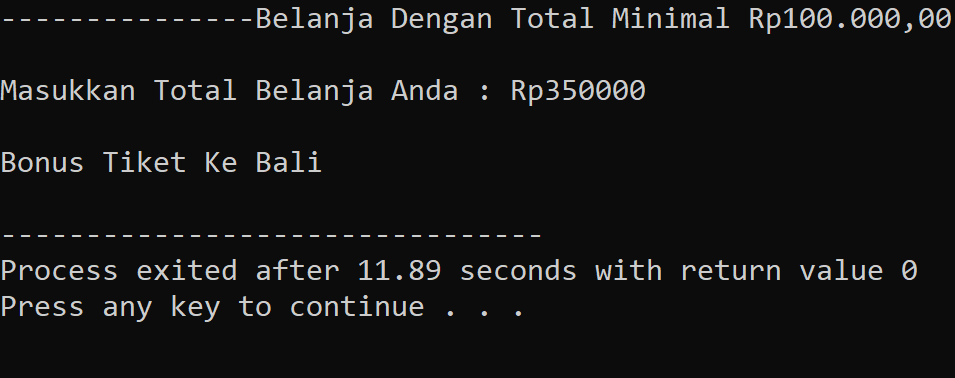 ---------------Belanja Dengan Total Minimal Rp100.000,00
Masukkan Total Belanja Anda : Rp350000
Bonus Tiket Ke Bali
--------------------------------
Process exited after 11.89 seconds with return value 0
Press any key to continue . . .